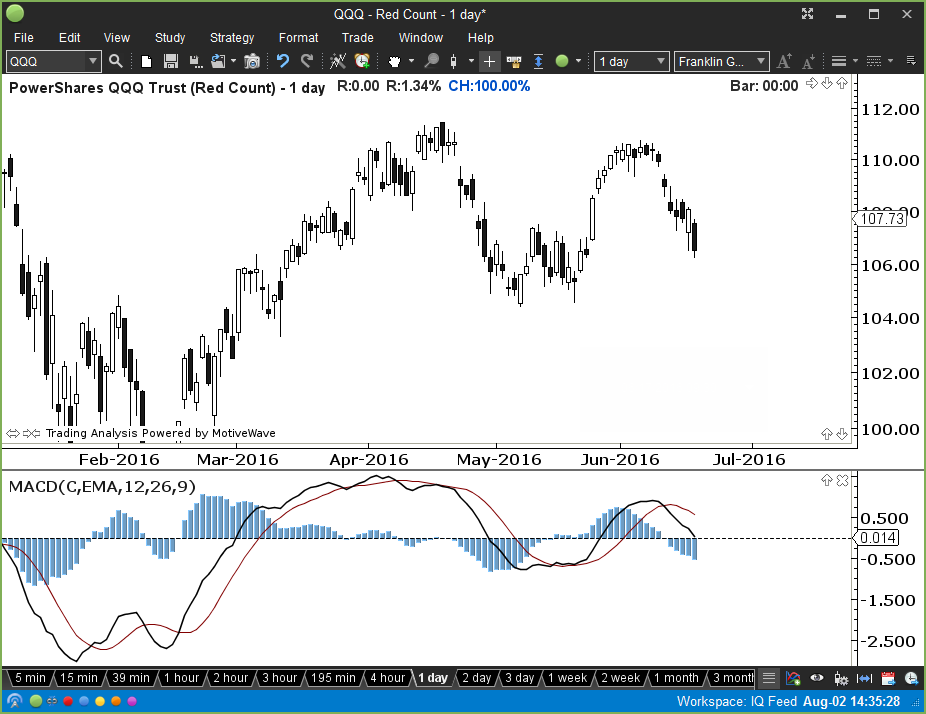 QQQ - Red Count - 1 day*
File Edit View Study Strategy Format Trade Window Help
QQQ 1 day Franklin G...
PowerShares QQQ Trust (Red Count) - 1 day R:0.00 R:1.34% CH:100.00% Bar: 00:00
112.00
110.00
107.73
106.00
104.00
102.00
100.00
Trading Analysis Powered by MotiveWave
Feb-2016 Mar-2016 Apr-2016 May-2016 Jun-2016 Jul-2016
MACD(C,EMA,12,26,9)
0.500
0.014
-0.500
-1.500
-2.500
5 min 15 min 39 min 1 hour 2 hour 3 hour 195 min 4 hour 1 day 2 day 3 day 1 week 2 week 1 month 3 mont
Workspace: IQ Feed Aug-02 14:35:28